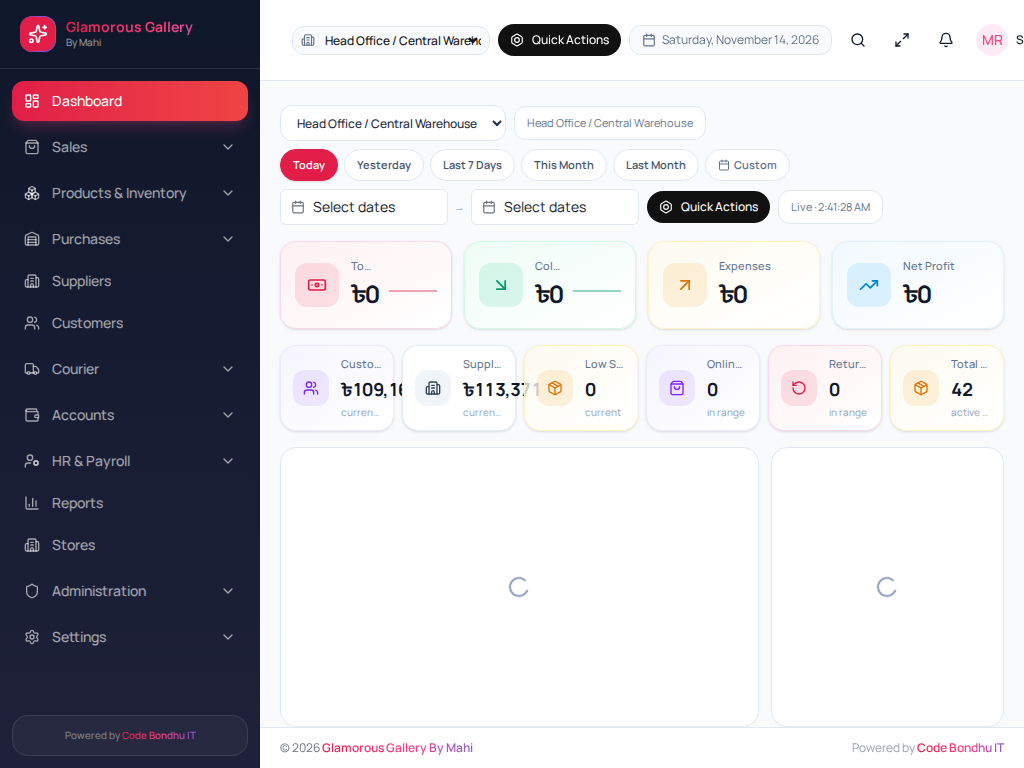 Glamorous Gallery
By Mahi
Dashboard
Sales
Products & Inventory
Purchases
Suppliers
Customers
Courier
Accounts
HR & Payroll
Reports
Stores
Administration
Settings
Powered by Code Bondhu IT
Head Office / Central
Quick Actions
Saturday, November 14, 2026
MR
S
Head Office / Central Warehouse
Head Office / Central Warehouse
Today
Yesterday
Last 7 Days
This Month
Last Month
Custom
Select dates
→
Select dates
Quick Actions
Live · 2:41:28 AM
To...
৳0
Col...
৳0
Expenses
৳0
Net Profit
৳0
Custo...
৳109,16
curren...
Suppl...
৳113,371
curren...
Low S...
0
current
Onlin...
0
in range
Retur...
0
in range
Total ...
42
active ...
© 2026 Glamorous Gallery By Mahi
Powered by Code Bondhu IT